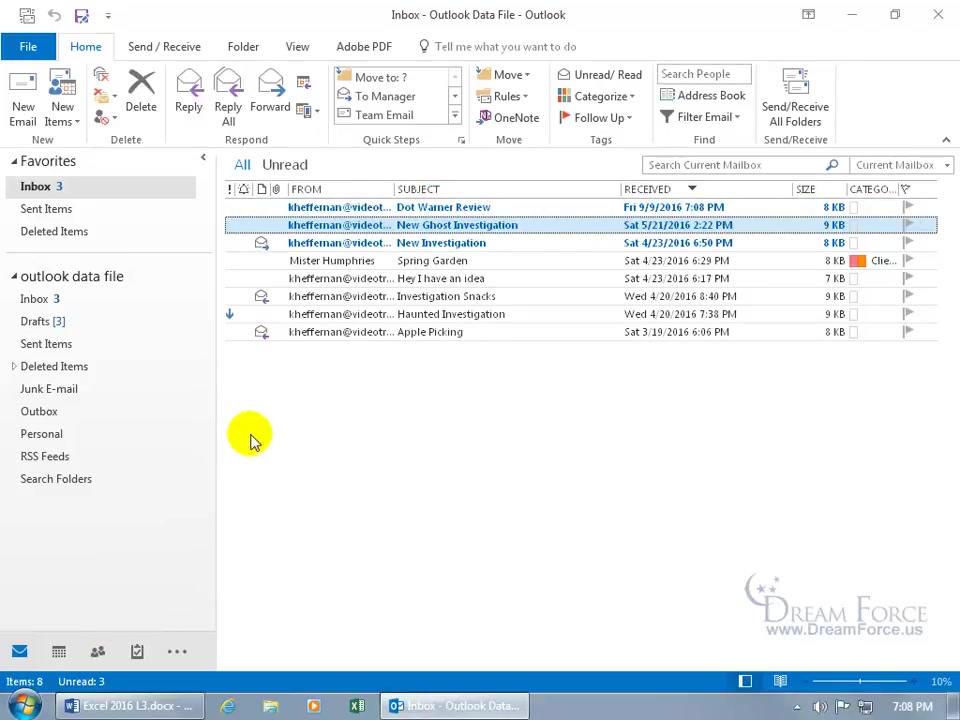 Inbox - Outlook Data File - Outlook
File Home Send / Receive Folder View Adobe PDF Tell me what you want to do
New Email
New Items
Delete
Reply
Reply All
Forward
Move to: ?
To Manager
Team Email
Move
Rules
OneNote
Unread/ Read
Categorize
Follow Up
Search People
Address Book
Filter Email
Send/Receive All Folders
New Delete Respond Quick Steps Move Tags Find Send/Receive
Favorites
Inbox 3
Sent Items
Deleted Items
outlook data file
Inbox 3
Drafts [3]
Sent Items
Deleted Items
Junk E-mail
Outbox
Personal
RSS Feeds
Search Folders
All Unread Search Current Mailbox Current Mailbox
! FROM SUBJECT RECEIVED SIZE CATEGO...
kheffernan@videot... Dot Warner Review Fri 9/9/2016 7:08 PM 8 KB
kheffernan@videot... New Ghost Investigation Sat 5/21/2016 2:22 PM 9 KB
kheffernan@videot... New Investigation Sat 4/23/2016 6:50 PM 8 KB
Mister Humphries Spring Garden Sat 4/23/2016 6:29 PM 8 KB Clie...
kheffernan@videotr... Hey I have an idea Sat 4/23/2016 6:17 PM 7 KB
kheffernan@videotr... Investigation Snacks Wed 4/20/2016 8:40 PM 9 KB
kheffernan@videotr... Haunted Investigation Wed 4/20/2016 7:38 PM 9 KB
kheffernan@videotr... Apple Picking Sat 3/19/2016 6:06 PM 8 KB
DREAM FORCE
www.DreamForce.us
Items: 8 Unread: 3 10%
Excel 2016 L3.docx - ... Inbox - Outlook Data... 7:08 PM